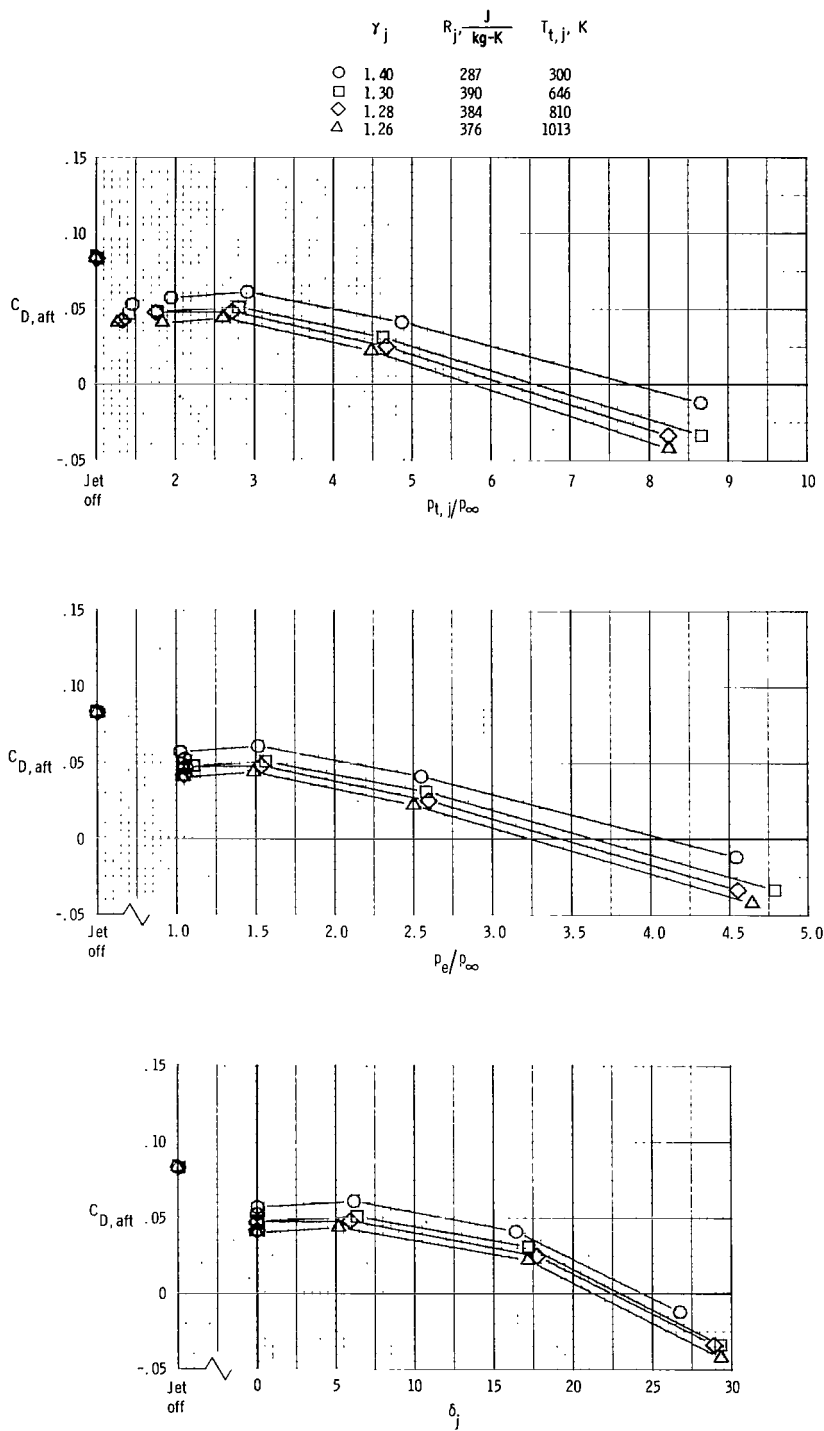 γj Rj, J/kg-K Tt,j, K
○ 1.40 287 300
□ 1.30 390 646
◇ 1.28 384 810
△ 1.26 376 1013
.15
.10
CD, aft .05
0
-.05
Jet off 2 3 4 5 6 7 8 9 10
pt, j/p∞
.15
.10
CD, aft .05
0
-.05
Jet off 1.0 1.5 2.0 2.5 3.0 3.5 4.0 4.5 5.0
pe/p∞
.15
.10
CD, aft .05
0
-.05
Jet off 0 5 10 15 20 25 30
δj